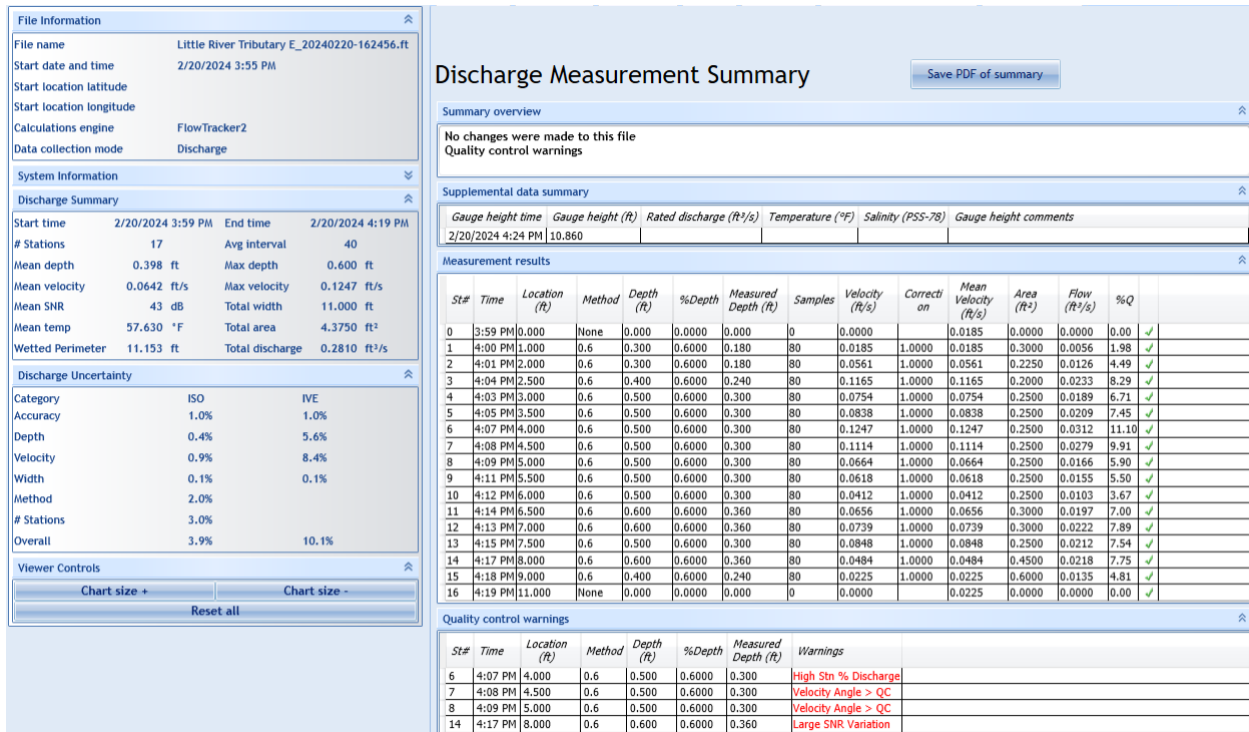 File Information
File name Little River Tributary E_20240220-162456.ft
Start date and time 2/20/2024 3:55 PM
Start location latitude
Start location longitude
Calculations engine FlowTracker2
Data collection mode Discharge
System Information
Discharge Summary
Start time 2/20/2024 3:59 PM End time 2/20/2024 4:19 PM
# Stations 17 Avg interval 40
Mean depth 0.398 ft Max depth 0.600 ft
Mean velocity 0.0642 ft/s Max velocity 0.1247 ft/s
Mean SNR 43 dB Total width 11.000 ft
Mean temp 57.630 °F Total area 4.3750 ft²
Wetted Perimeter 11.153 ft Total discharge 0.2810 ft³/s
Discharge Uncertainty
Category ISO IVE
Accuracy 1.0% 1.0%
Depth 0.4% 5.6%
Velocity 0.9% 8.4%
Width 0.1% 0.1%
Method 2.0%
# Stations 3.0%
Overall 3.9% 10.1%
Viewer Controls
Chart size + Chart size -
Reset all
Discharge Measurement Summary
Save PDF of summary
Summary overview
No changes were made to this file
Quality control warnings
Supplemental data summary
Gauge height time Gauge height (ft) Rated discharge (ft³/s) Temperature (°F) Salinity (PSS-78) Gauge height comments
2/20/2024 4:24 PM 10.860
Measurement results
St# Time Location (ft) Method Depth (ft) %Depth Measured Depth (ft) Samples Velocity (ft/s) Correcti on Mean Velocity (ft/s) Area (ft²) Flow (ft³/s) %Q
0 3:59 PM 0.000 None 0.000 0.0000 0.000 0 0.0000 0.0185 0.0000 0.0000 0.00
1 4:00 PM 1.000 0.6 0.300 0.6000 0.180 80 0.0185 1.0000 0.0185 0.3000 0.0056 1.98
2 4:01 PM 2.000 0.6 0.300 0.6000 0.180 80 0.0561 1.0000 0.0561 0.2250 0.0126 4.49
3 4:04 PM 2.500 0.6 0.400 0.6000 0.240 80 0.1165 1.0000 0.1165 0.2000 0.0233 8.29
4 4:03 PM 3.000 0.6 0.500 0.6000 0.300 80 0.0754 1.0000 0.0754 0.2500 0.0189 6.71
5 4:05 PM 3.500 0.6 0.500 0.6000 0.300 80 0.0838 1.0000 0.0838 0.2500 0.0209 7.45
6 4:07 PM 4.000 0.6 0.500 0.6000 0.300 80 0.1247 1.0000 0.1247 0.2500 0.0312 11.10
7 4:08 PM 4.500 0.6 0.500 0.6000 0.300 80 0.1114 1.0000 0.1114 0.2500 0.0279 9.91
8 4:09 PM 5.000 0.6 0.500 0.6000 0.300 80 0.0664 1.0000 0.0664 0.2500 0.0166 5.90
9 4:11 PM 5.500 0.6 0.500 0.6000 0.300 80 0.0618 1.0000 0.0618 0.2500 0.0155 5.50
10 4:12 PM 6.000 0.6 0.500 0.6000 0.300 80 0.0412 1.0000 0.0412 0.2500 0.0103 3.67
11 4:14 PM 6.500 0.6 0.600 0.6000 0.360 80 0.0656 1.0000 0.0656 0.3000 0.0197 7.00
12 4:13 PM 7.000 0.6 0.600 0.6000 0.360 80 0.0739 1.0000 0.0739 0.3000 0.0222 7.89
13 4:15 PM 7.500 0.6 0.500 0.6000 0.300 80 0.0848 1.0000 0.0848 0.2500 0.0212 7.54
14 4:17 PM 8.000 0.6 0.600 0.6000 0.360 80 0.0484 1.0000 0.0484 0.4500 0.0218 7.75
15 4:18 PM 9.000 0.6 0.400 0.6000 0.240 80 0.0225 1.0000 0.0225 0.6000 0.0135 4.81
16 4:19 PM 11.000 None 0.000 0.0000 0.000 0 0.0000 0.0225 0.0000 0.0000 0.00
Quality control warnings
St# Time Location (ft) Method Depth (ft) %Depth Measured Depth (ft) Warnings
6 4:07 PM 4.000 0.6 0.500 0.6000 0.300 High Stn % Discharge
7 4:08 PM 4.500 0.6 0.500 0.6000 0.300 Velocity Angle > QC
8 4:09 PM 5.000 0.6 0.500 0.6000 0.300 Velocity Angle > QC
14 4:17 PM 8.000 0.6 0.600 0.6000 0.360 Large SNR Variation